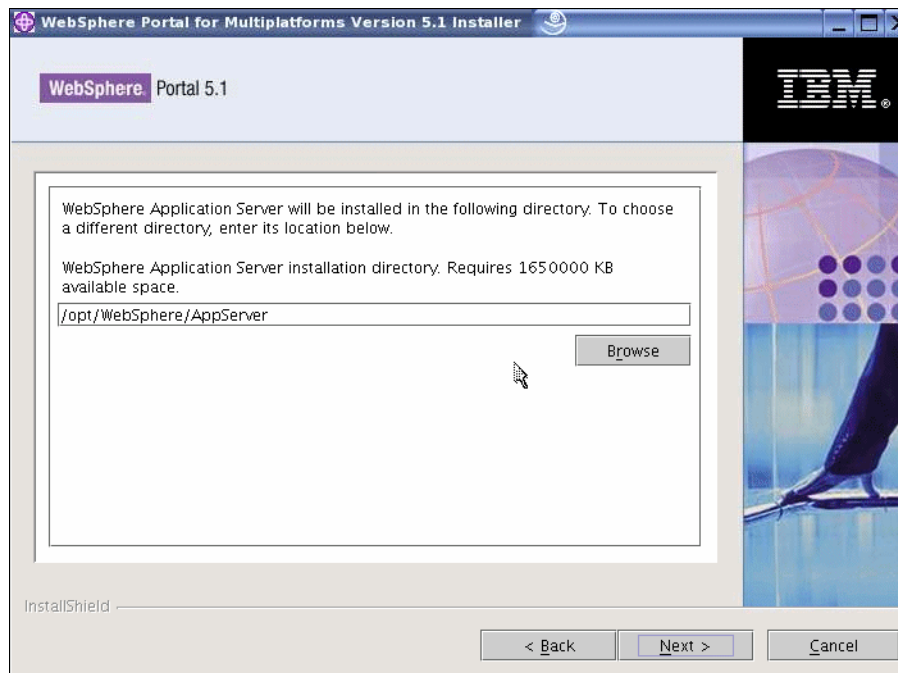 WebSphere Portal for Multiplatforms Version 5.1 Installer
WebSphere. Portal 5.1
IBM®
WebSphere Application Server will be installed in the following directory. To choose
a different directory, enter its location below.
WebSphere Application Server installation directory. Requires 1650000 KB
available space.
/opt/WebSphere/AppServer
Browse
InstallShield
< Back
Next >
Cancel